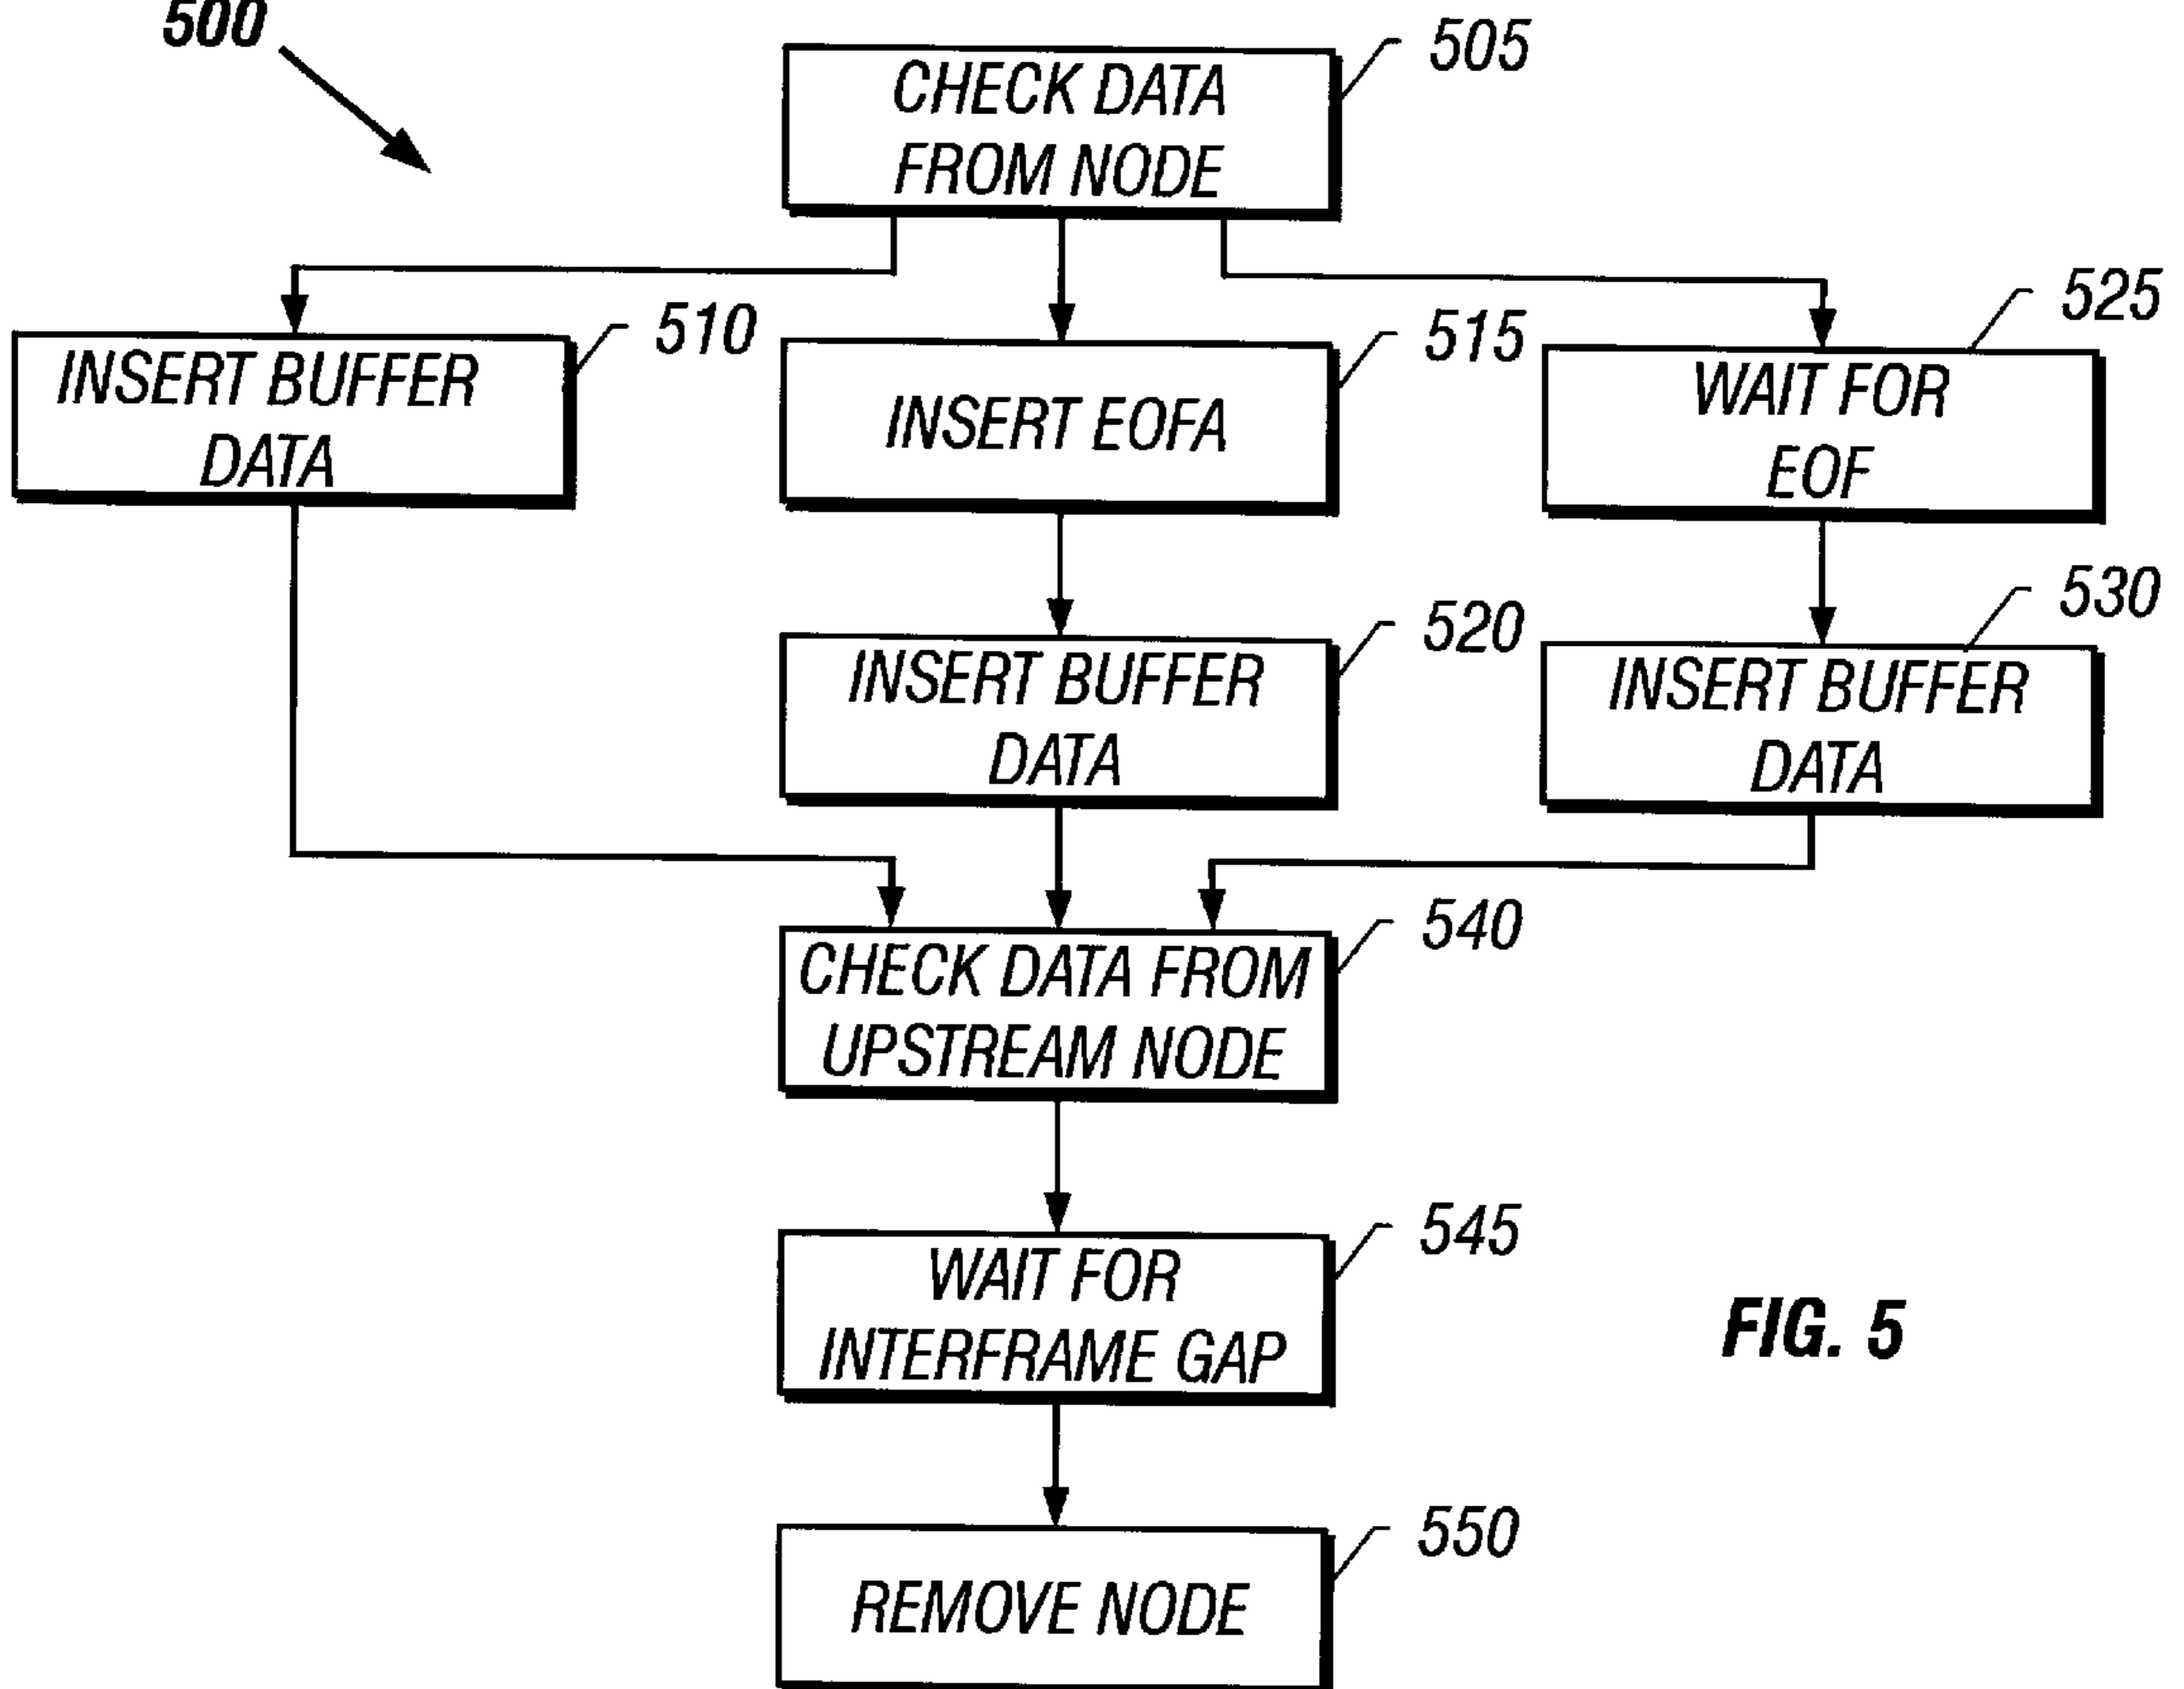 500
CHECK DATA
FROM NODE
505
INSERT BUFFER
DATA
510
INSERT EOFA
515
WAIT FOR
EOF
525
INSERT BUFFER
DATA
520
INSERT BUFFER
DATA
530
CHECK DATA FROM
UPSTREAM NODE
540
WAIT FOR
INTERFRAME GAP
545
FIG. 5
REMOVE NODE
550